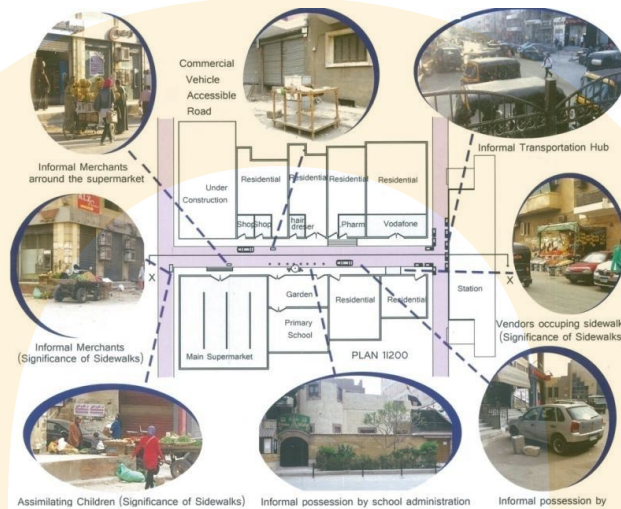 Commercial
Vehicle
Accessible
Road
Informal Merchants
arround the supermarket
Informal Transportation Hub
Under
Construction
Residential
Residential
Residential
Residential
Shop
Shop
hair
dreser
Pharm
Vodafone
X
X
Informal Merchants
(Significance of Sidewalks)
Garden
Primary
School
Residential
Residential
Main Supermarket
PLAN 1:200
Station
Vendors occuping sidewalk
(Significance of Sidewalks
Assimilating Children (Significance of Sidewalks)
Informal possession by school administration
Informal possession by